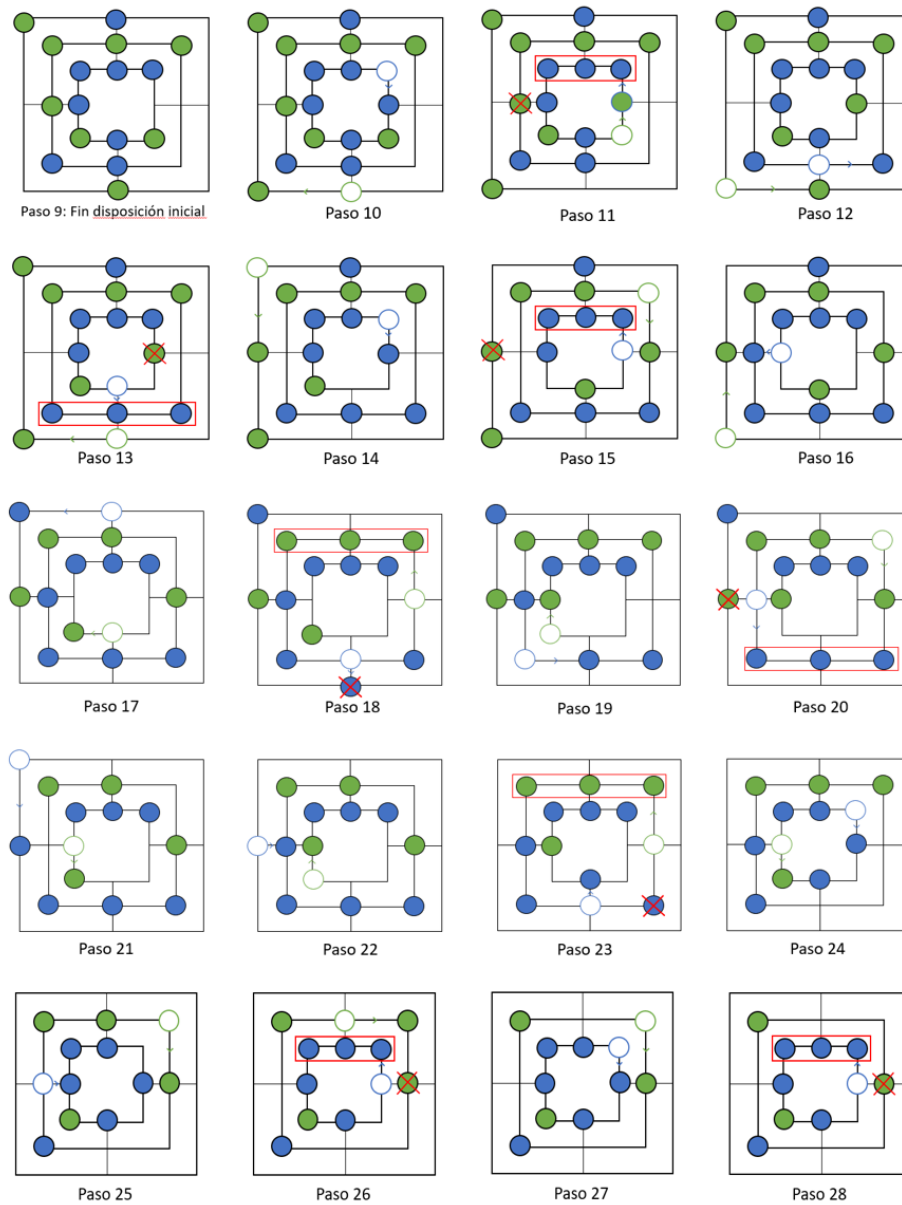 Paso 9: Fin disposición inicial
Paso 10
Paso 11
Paso 12
Paso 13
Paso 14
Paso 15
Paso 16
Paso 17
Paso 18
Paso 19
Paso 20
Paso 21
Paso 22
Paso 23
Paso 24
Paso 25
Paso 26
Paso 27
Paso 28